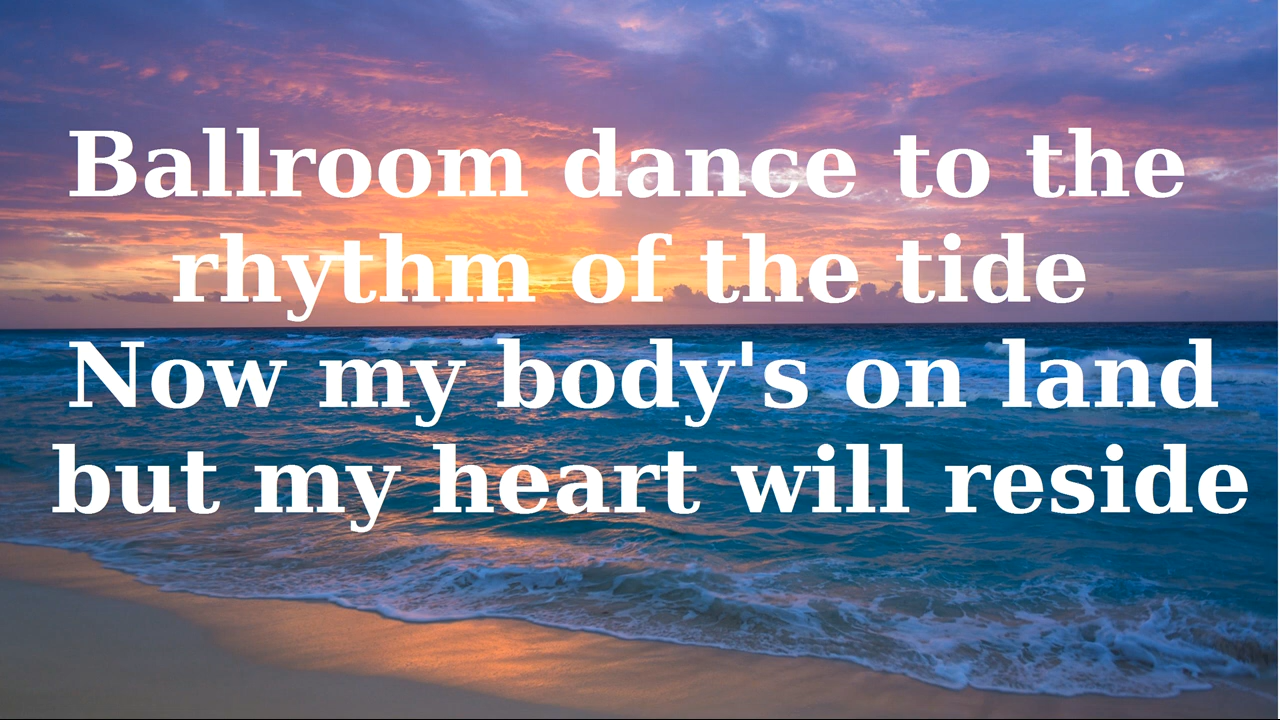 Ballroom dance to the
rhythm of the tide
Now my body's on land
but my heart will reside